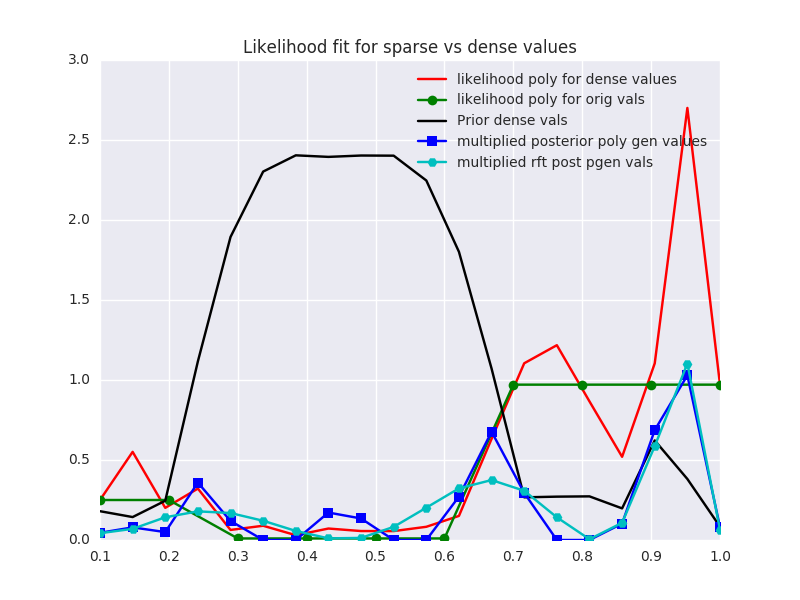 Likelihood fit for sparse vs dense values
3.0
2.5
2.0
1.5
1.0
0.5
0.0
likelihood poly for dense values
likelihood poly for orig vals
Prior dense vals
multiplied posterior poly gen values
multiplied rft post pgen vals
0.1 0.2 0.3 0.4 0.5 0.6 0.7 0.8 0.9 1.0